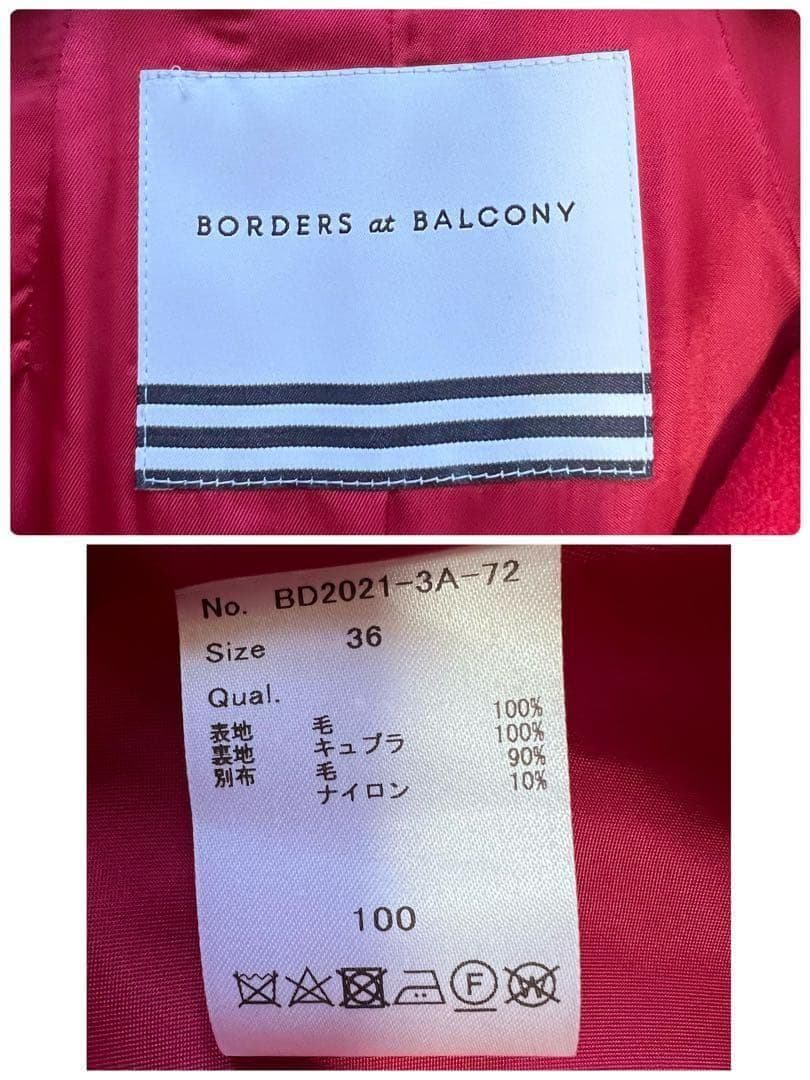 BORDERS at BALCONY
No. BD2021-3A-72
Size 36
Qual.
表地 毛 100%
裏地 キュプラ 100%
別布 毛 90%
ナイロン 10%
100
F W